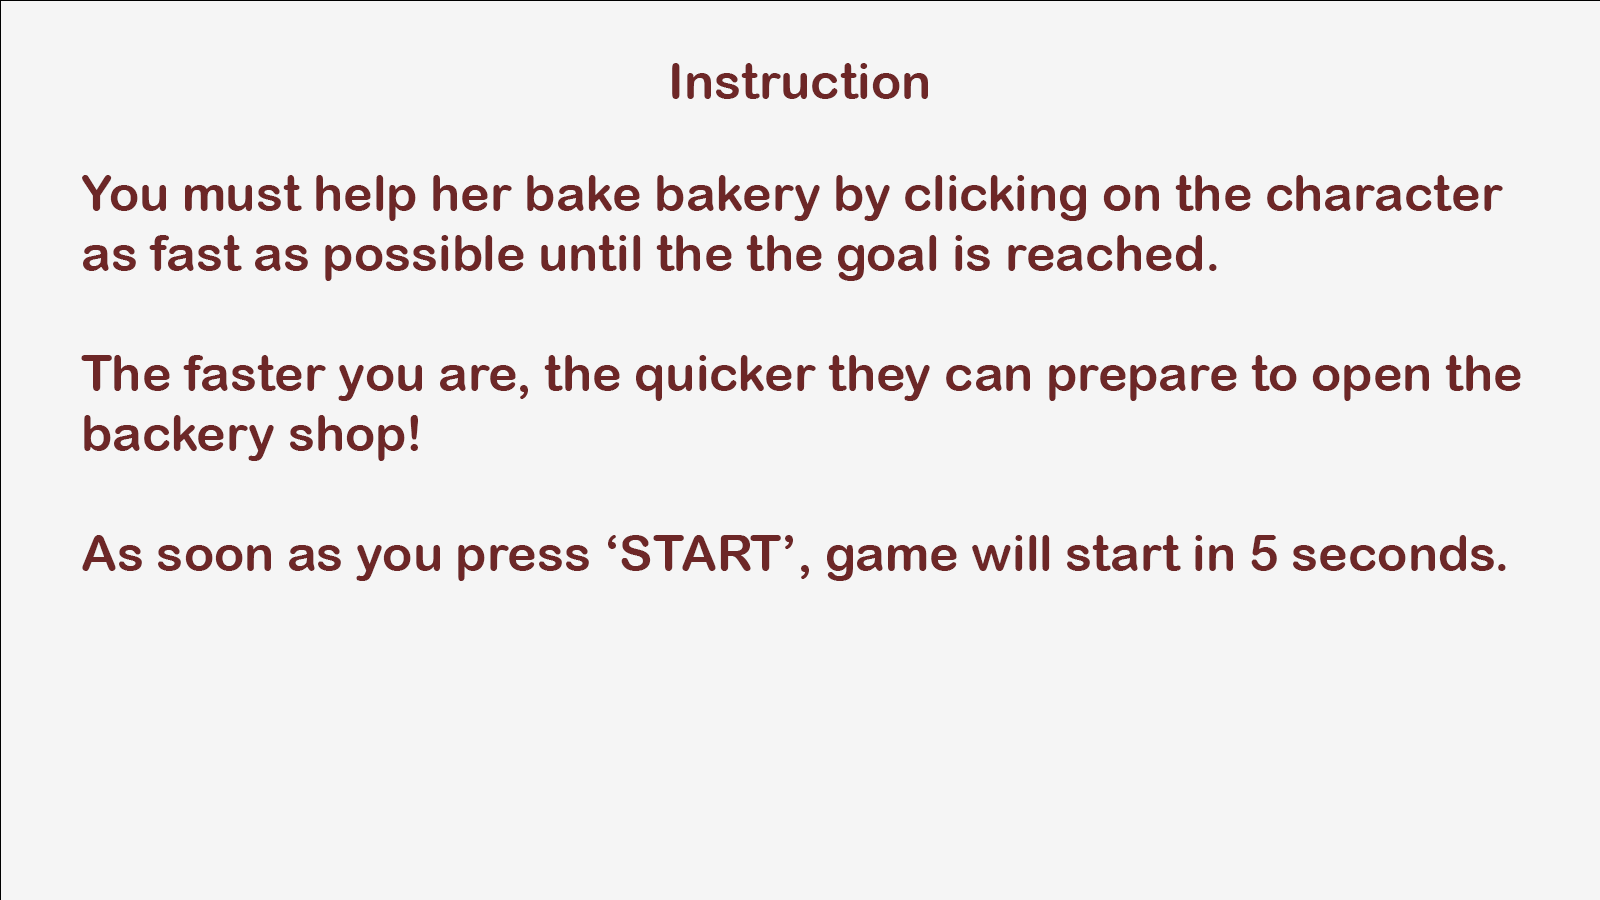 Instruction
You must help her bake bakery by clicking on the character
as fast as possible until the the goal is reached.
The faster you are, the quicker they can prepare to open the
backery shop!
As soon as you press ‘START’, game will start in 5 seconds.